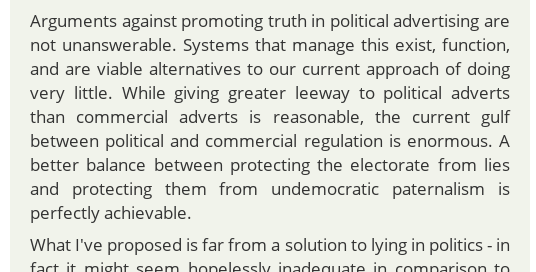 Arguments against promoting truth in political advertising are
not unanswerable. Systems that manage this exist, function,
and are viable alternatives to our current approach of doing
very little. While giving greater leeway to political adverts
than commercial adverts is reasonable, the current gulf
between political and commercial regulation is enormous. A
better balance between protecting the electorate from lies
and protecting them from undemocratic paternalism is
perfectly achievable.
What I've proposed is far from a solution to lying in politics - in
fact it might seem hopelessly inadequate in comparison to